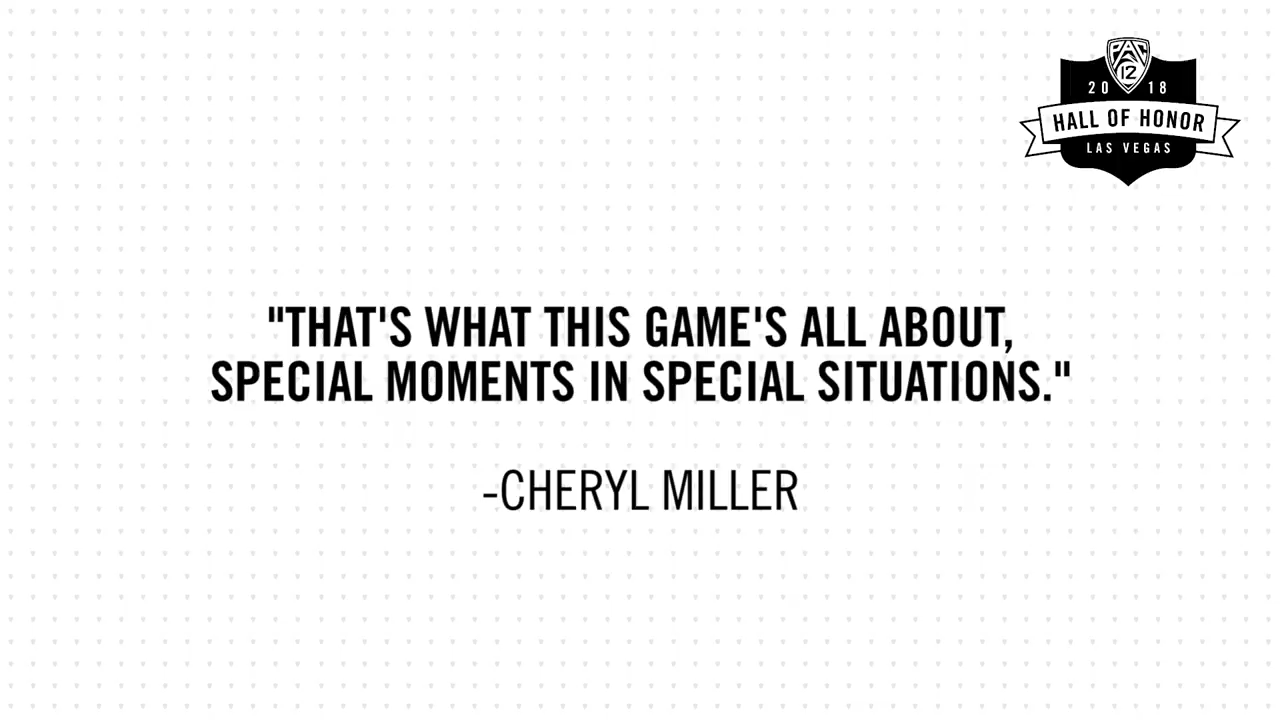 PAC
12
20 18
HALL OF HONOR
LAS VEGAS
"THAT'S WHAT THIS GAME'S ALL ABOUT,
SPECIAL MOMENTS IN SPECIAL SITUATIONS."
-CHERYL MILLER